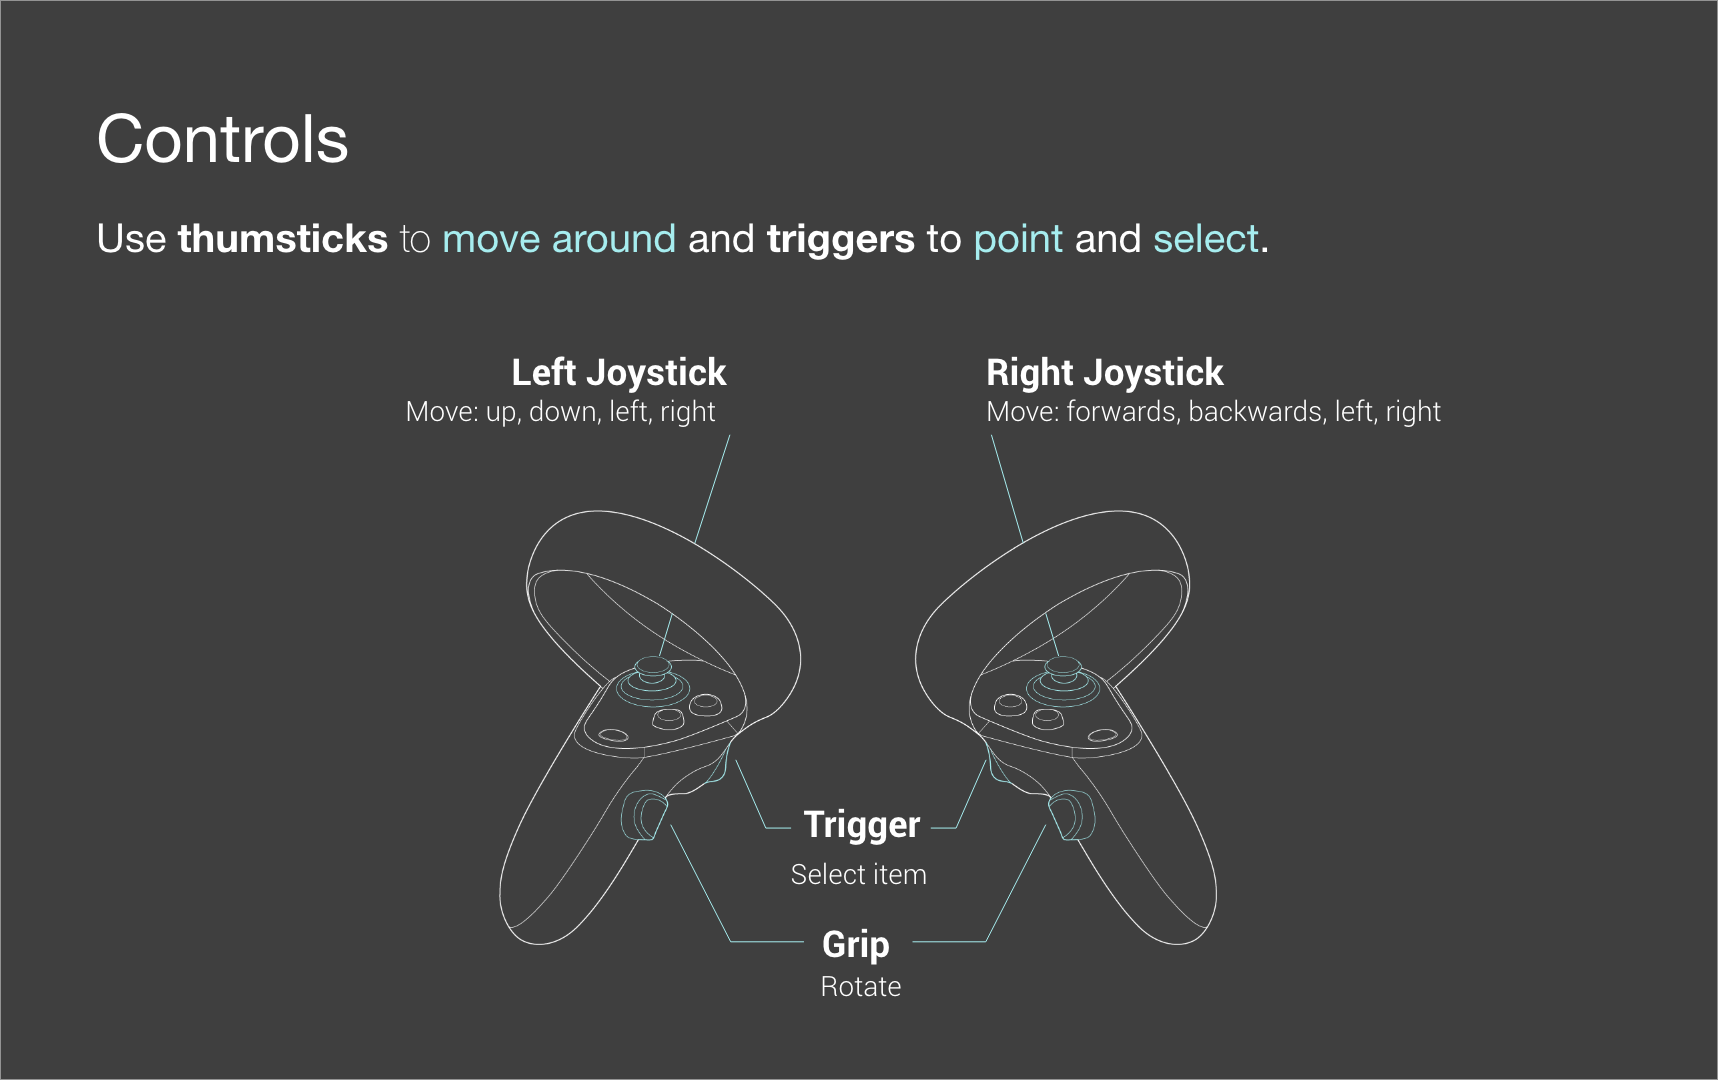 Controls
Use thumsticks to move around and triggers to point and select.
Left Joystick
Move: up, down, left, right
Right Joystick
Move: forwards, backwards, left, right
Trigger
Select item
Grip
Rotate